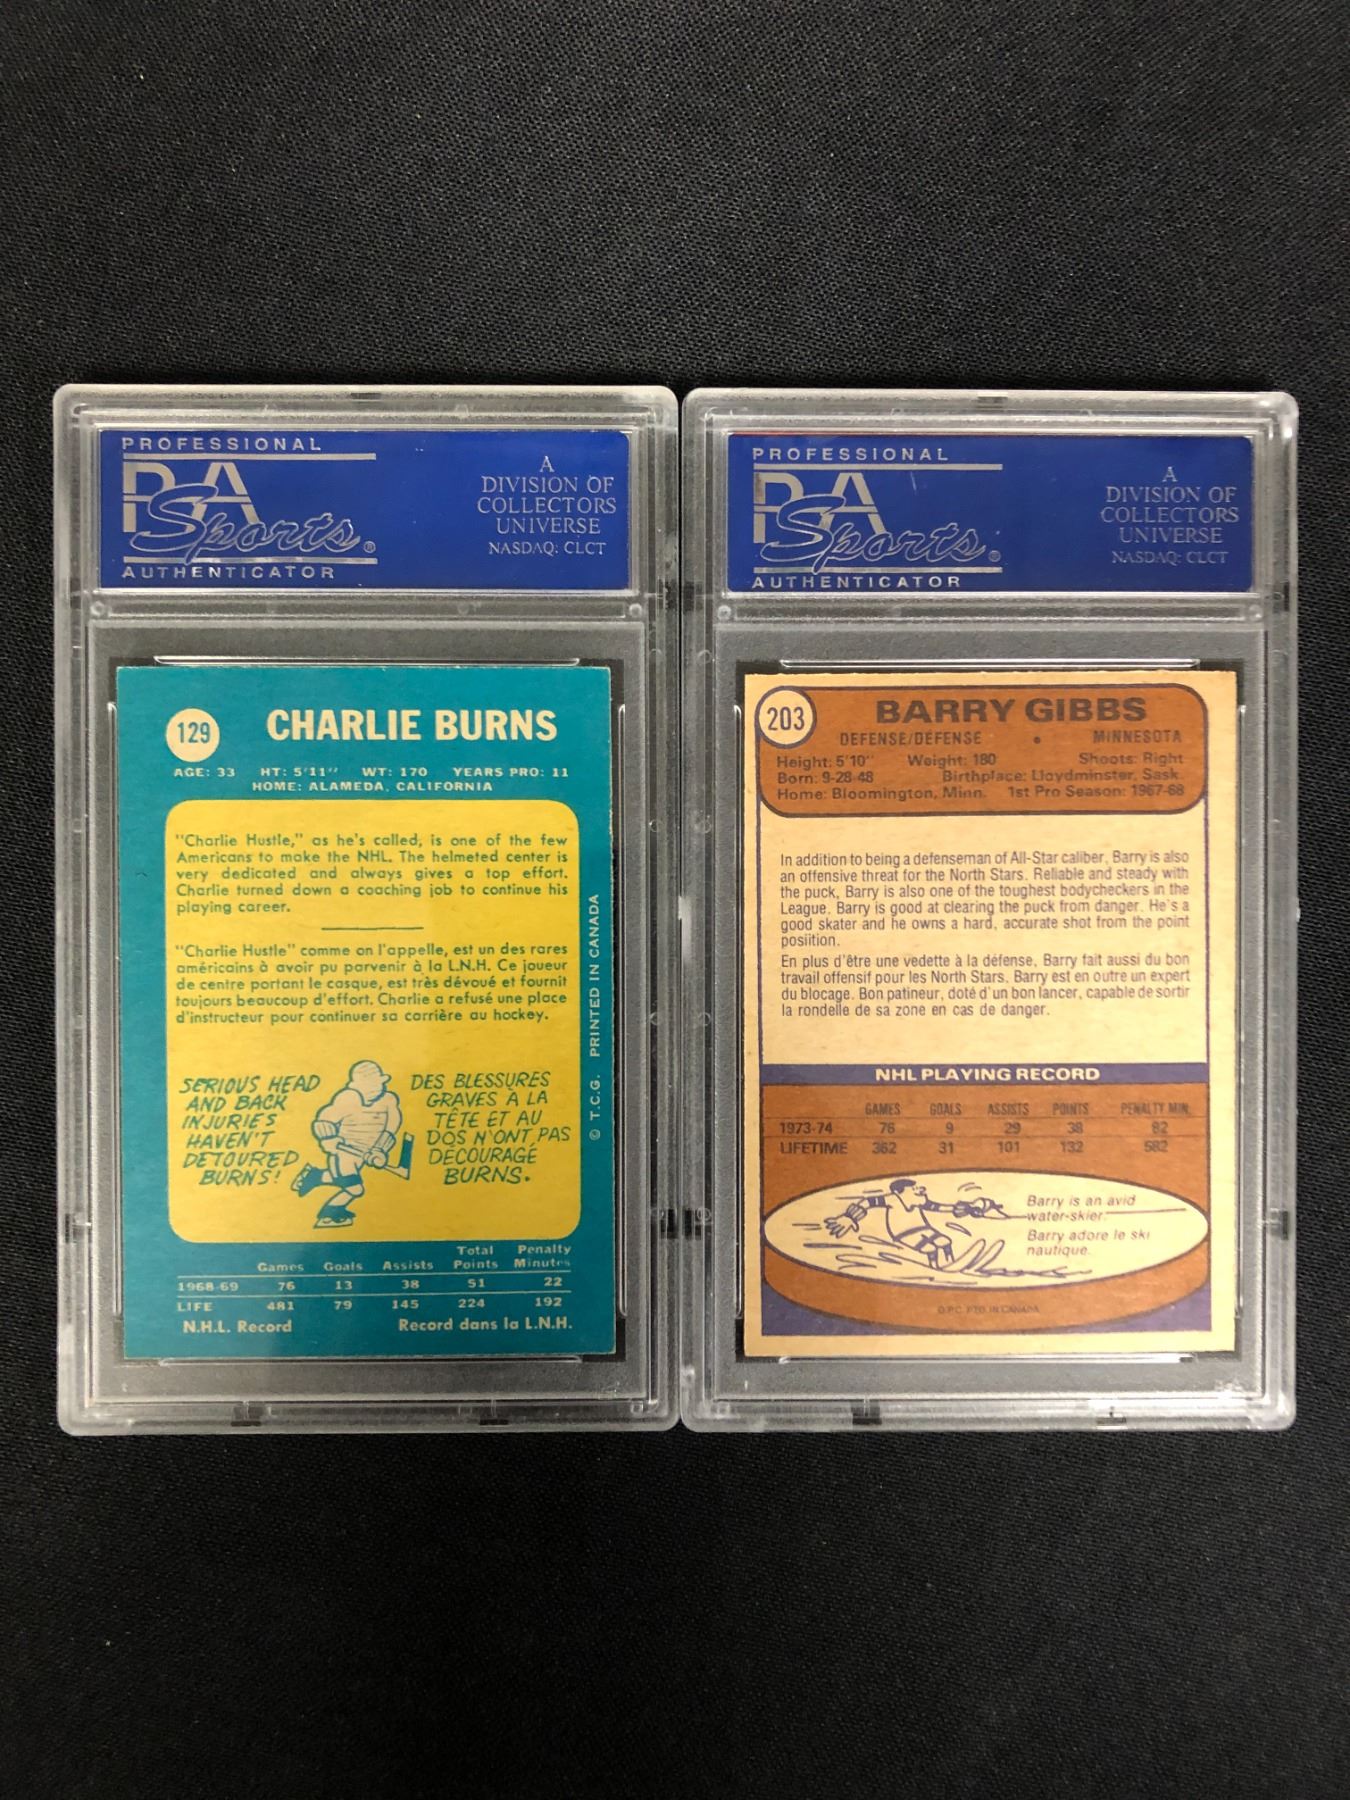 PROFESSIONAL
PSA
Sports®
AUTHENTICATOR
A
DIVISION OF
COLLECTORS
UNIVERSE
NASDAQ: CLCT
129
CHARLIE BURNS
AGE: 33 HT: 5'11" WT: 170 YEARS PRO: 11
HOME: ALAMEDA, CALIFORNIA
"Charlie Hustle," as he's called, is one of the few
Americans to make the NHL. The helmeted center is
very dedicated and always gives a top effort.
Charlie turned down a coaching job to continue his
playing career.
"Charlie Hustle" comme on l'appelle, est un des rares
américains à avoir pu parvenir à la L.N.H. Ce joueur
de centre portant le casque, est très dévoué et fournit
toujours beaucoup d'effort. Charlie a refusé une place
d'instructeur pour continuer sa carrière au hockey.
SERIOUS HEAD
AND BACK
INJURIES
HAVEN'T
DETOURED
BURNS!
DES BLESSURES
GRAVES À LA
TÊTE ET AU
DOS N'ONT PAS
DÉCOURAGÉ
BURNS.
© T.C.G. PRINTED IN CANADA
Total Penalty
Games Goals Assists Points Minutes
1968-69 76 13 38 51 22
LIFE 481 79 145 224 192
N.H.L. Record Record dans la L.N.H.
PROFESSIONAL
PSA
Sports®
AUTHENTICATOR
A
DIVISION OF
COLLECTORS
UNIVERSE
NASDAQ: CLCT
203
BARRY GIBBS
DEFENSE/DÉFENSE • MINNESOTA
Height: 5'10" Weight: 180 Shoots: Right
Born: 9-28-48 Birthplace: Lloydminster, Sask.
Home: Bloomington, Minn. 1st Pro Season: 1967-68
In addition to being a defenseman of All-Star caliber, Barry is also
an offensive threat for the North Stars. Reliable and steady with
the puck, Barry is also one of the toughest bodycheckers in the
League. Barry is good at clearing the puck from danger. He's a
good skater and he owns a hard, accurate shot from the point
posiition.
En plus d'être une vedette à la défense, Barry fait aussi du bon
travail offensif pour les North Stars. Barry est en outre un expert
du blocage. Bon patineur, doté d'un bon lancer, capable de sortir
la rondelle de sa zone en cas de danger.
NHL PLAYING RECORD
GAMES GOALS ASSISTS POINTS PENALTY MIN.
1973-74 76 9 29 38 82
LIFETIME 362 31 101 132 582
Barry is an avid
water-skier.
Barry adore le ski
nautique.
O.P.C. PTD. IN CANADA